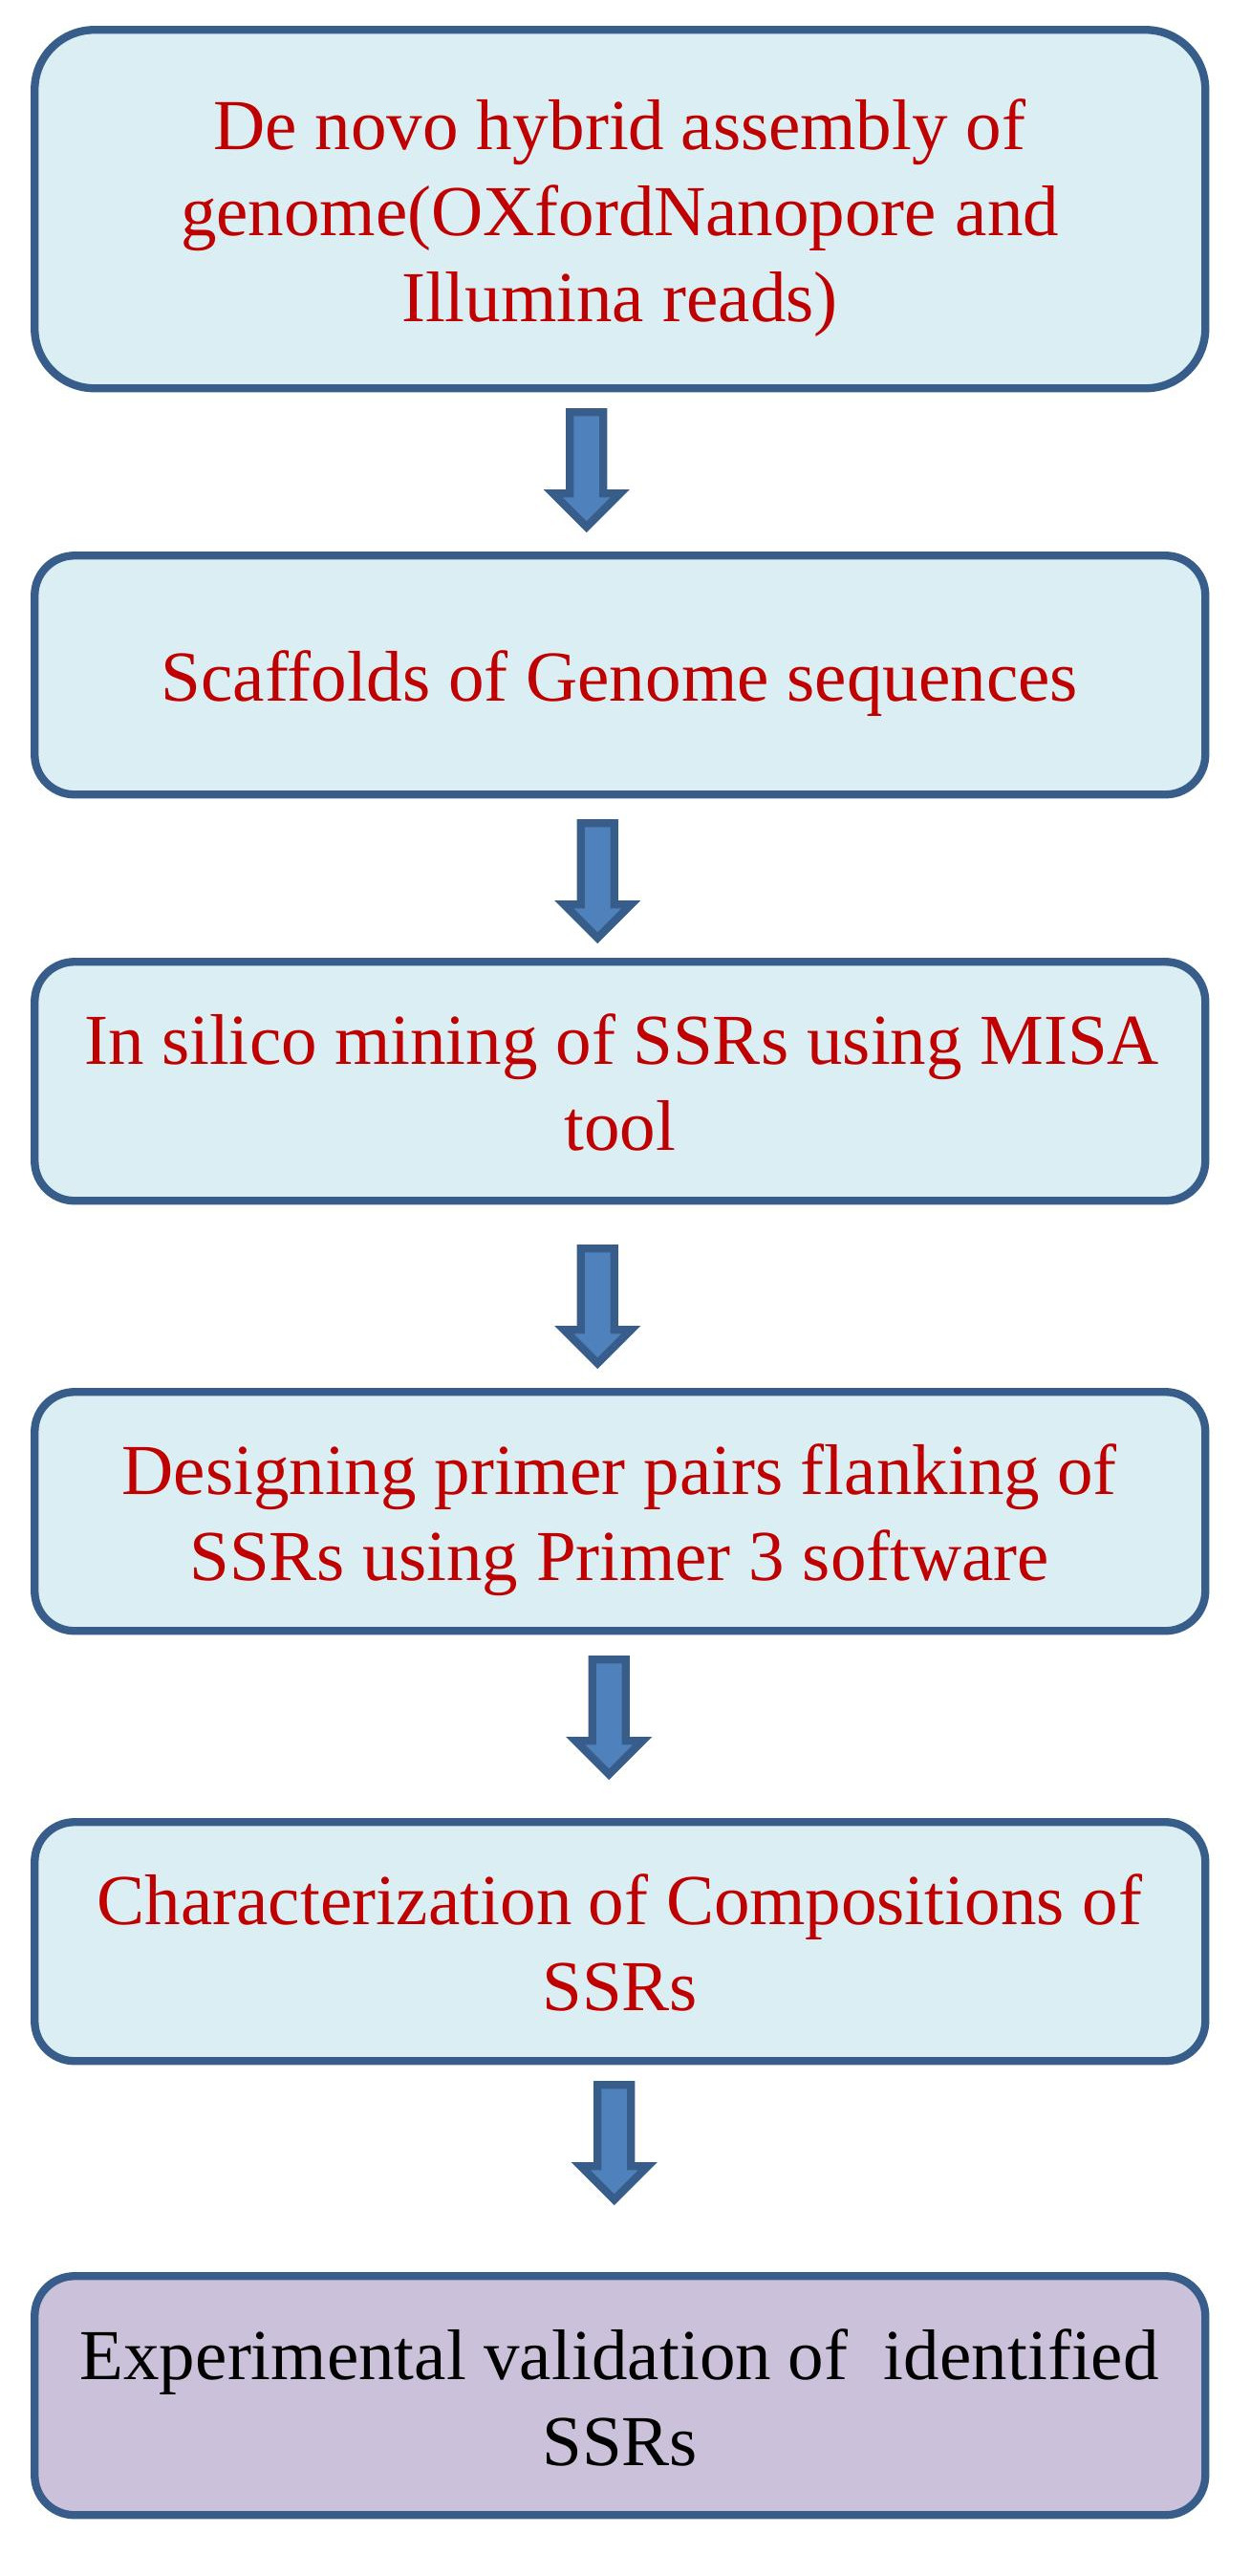 De novo hybrid assembly of
genome(OXfordNanopore and
Illumina reads)
Scaffolds of Genome sequences
In silico mining of SSRs using MISA
tool
Designing primer pairs flanking of
SSRs using Primer 3 software
Characterization of Compositions of
SSRs
Experimental validation of  identified
SSRs